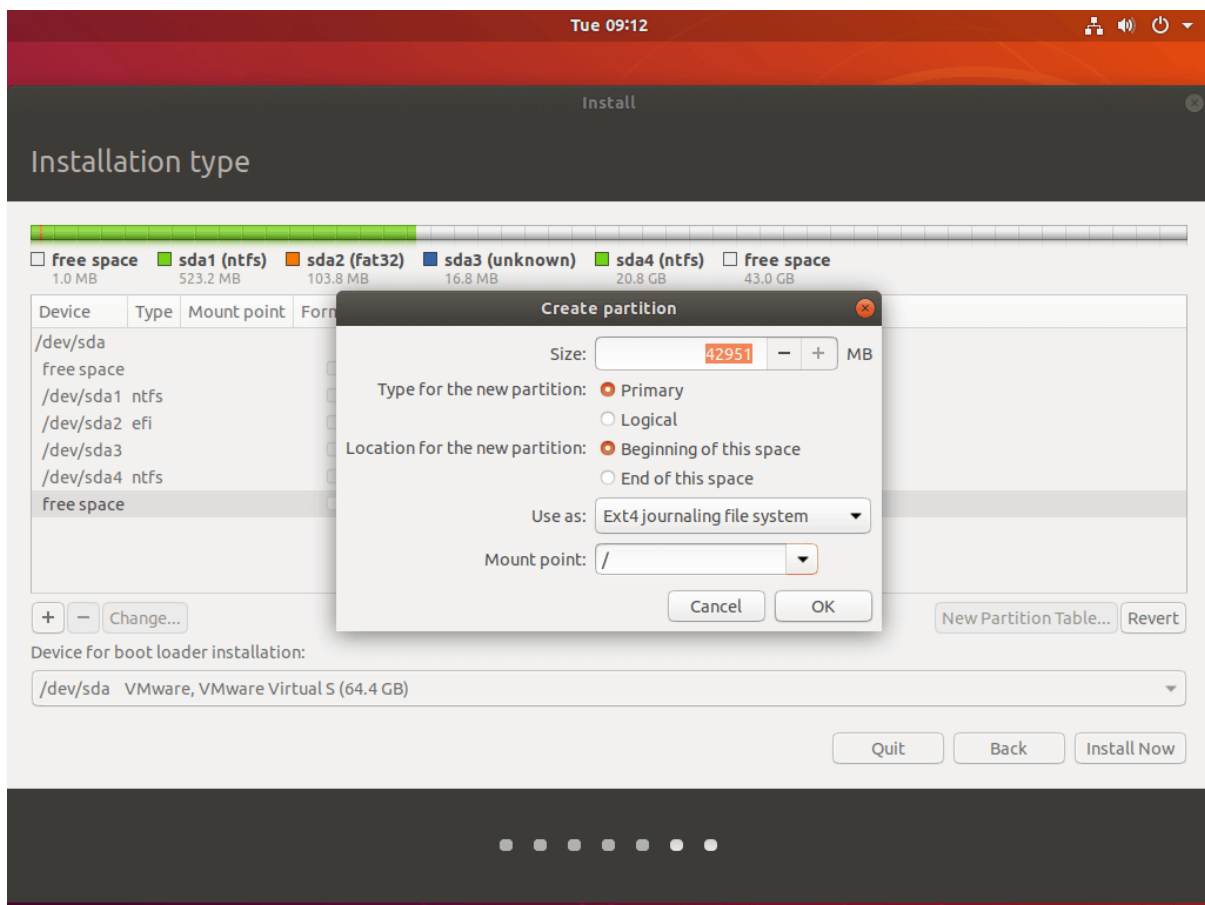 Tue 09:12
Install
Installation type
free space sda1 (ntfs) sda2 (fat32) sda3 (unknown) sda4 (ntfs) free space
1.0 MB 523.2 MB 103.8 MB 16.8 MB 20.8 GB 43.0 GB
Device Type Mount point Form
/dev/sda
free space
/dev/sda1 ntfs
/dev/sda2 efi
/dev/sda3
/dev/sda4 ntfs
free space
Create partition
Size: 42951 − + MB
Type for the new partition: Primary
Logical
Location for the new partition: Beginning of this space
End of this space
Use as: Ext4 journaling file system
Mount point: /
Cancel OK
+ − Change... New Partition Table... Revert
Device for boot loader installation:
/dev/sda VMware, VMware Virtual S (64.4 GB)
Quit Back Install Now